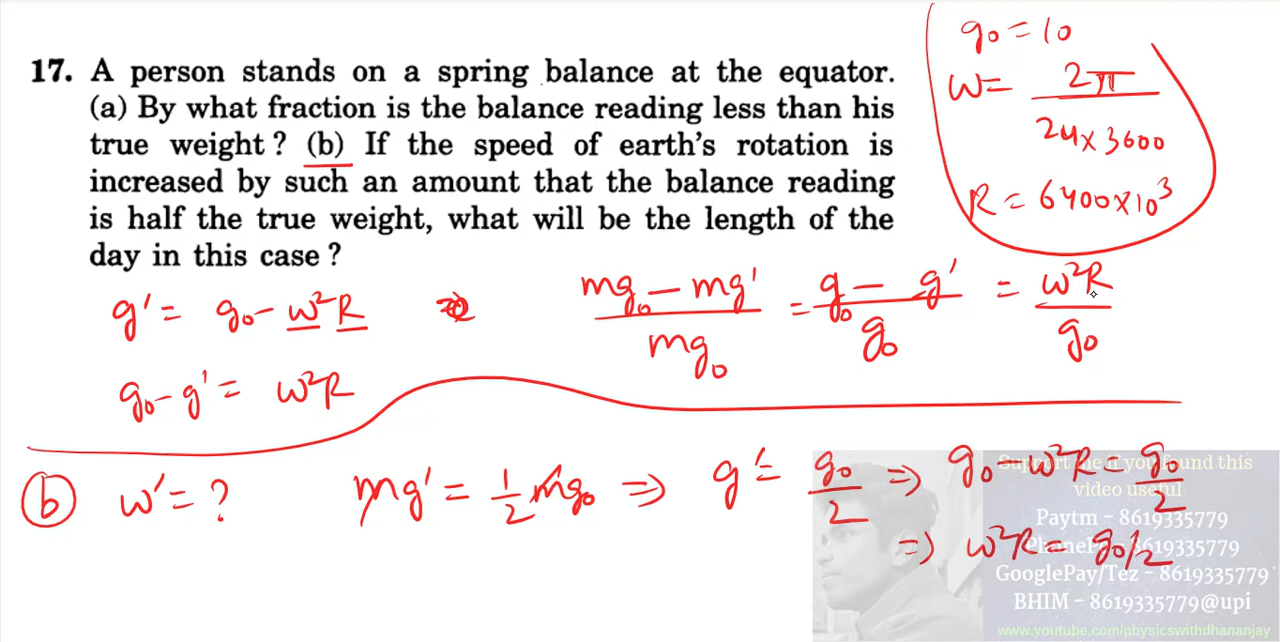 17. A person stands on a spring balance at the equator.
(a) By what fraction is the balance reading less than his
true weight ? (b) If the speed of earth's rotation is
increased by such an amount that the balance reading
is half the true weight, what will be the length of the
day in this case ?
g₀ = 10
W = 2π / 24 x 3600
R = 6400 x 10³
g' = g₀ - ω²R ⇒ (mg₀ - mg') / mg₀ = (g₀ - g') / g₀ = ω²R / g₀
g₀ - g' = ω²R
(b) W' = ? mg' = 1/2 mg₀ ⇒ g' = g₀/2 ⇒ g₀ - ω²R = g₀/2
⇒ ω²R = g₀/2
Support me if you found this
video useful
Paytm - 8619335779
PhonePe - 8619335779
GooglePay/Tez - 8619335779
BHIM - 8619335779@upi
www.youtube.com/physicswithdhananjay